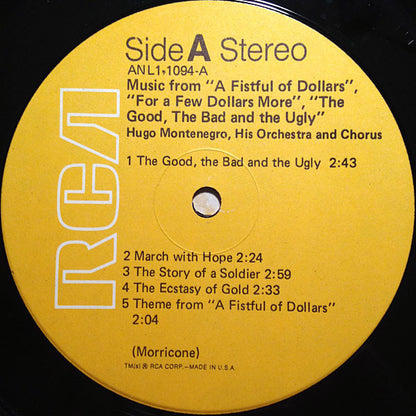 RCA
Side A Stereo
ANL1-1094-A
Music from "A Fistful of Dollars",
"For a Few Dollars More", "The
Good, The Bad and the Ugly"
Hugo Montenegro, His Orchestra and Chorus
1 The Good, the Bad and the Ugly 2:43
2 March with Hope 2:24
3 The Story of a Soldier 2:59
4 The Ecstasy of Gold 2:33
5 Theme from "A Fistful of Dollars"
2:04
(Morricone)
TM(s) ® RCA CORP.—MADE IN U.S.A.